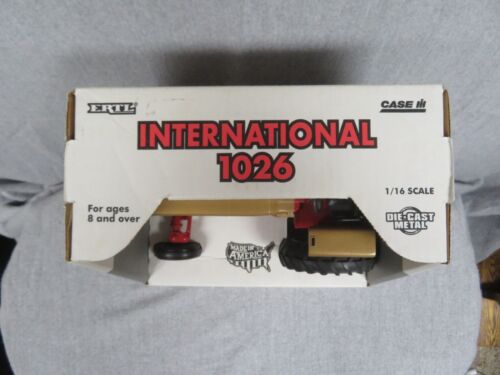 ERTL
CASE IH
INTERNATIONAL
1026
1/16 SCALE
For ages
8 and over
DIE-CAST
METAL
MADE IN
AMERICA